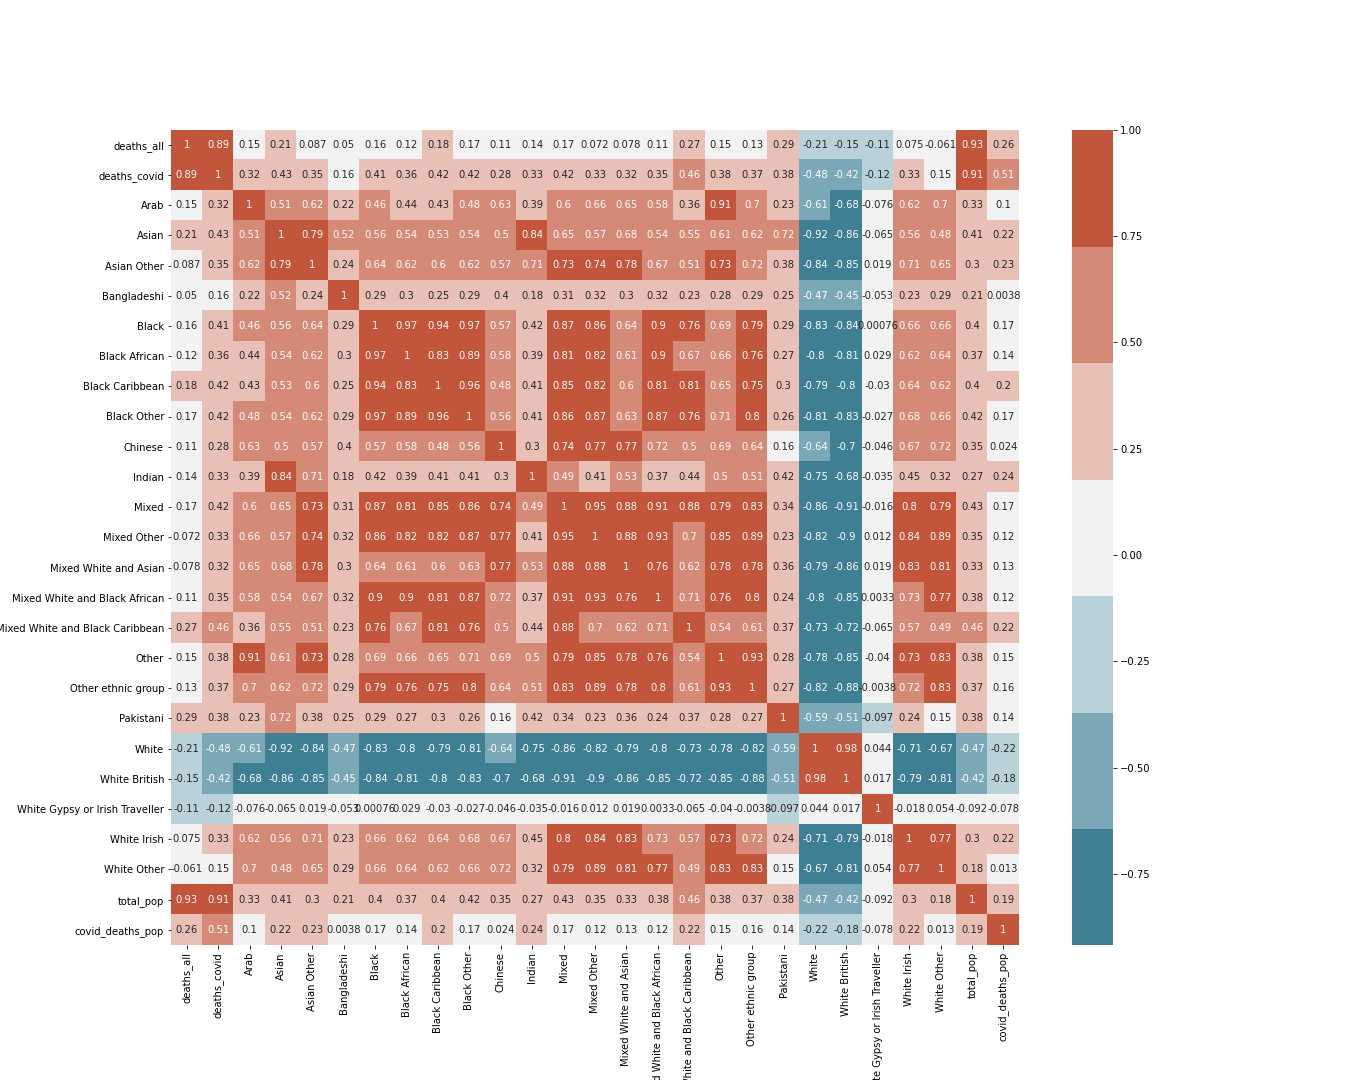 deaths_all 1 0.89 0.15 0.21 0.087 0.05 0.16 0.12 0.18 0.17 0.11 0.14 0.17 0.072 0.078 0.11 0.27 0.15 0.13 0.29 -0.21 -0.15 -0.11 0.075 -0.061 0.93 0.26 1.00
deaths_covid 0.89 1 0.32 0.43 0.35 0.16 0.41 0.36 0.42 0.42 0.28 0.33 0.42 0.33 0.32 0.35 0.46 0.38 0.37 0.38 -0.48 -0.42 -0.12 0.33 0.15 0.91 0.51
Arab 0.15 0.32 1 0.51 0.62 0.22 0.46 0.44 0.43 0.48 0.63 0.39 0.6 0.66 0.65 0.58 0.36 0.91 0.7 0.23 -0.61 -0.68 -0.076 0.62 0.7 0.33 0.1
Asian 0.21 0.43 0.51 1 0.79 0.52 0.56 0.54 0.53 0.54 0.5 0.84 0.65 0.57 0.68 0.54 0.55 0.61 0.62 0.72 -0.92 -0.86 -0.065 0.56 0.48 0.41 0.22 0.75
Asian Other 0.087 0.35 0.62 0.79 1 0.24 0.64 0.62 0.6 0.62 0.57 0.71 0.73 0.74 0.78 0.67 0.51 0.73 0.72 0.38 -0.84 -0.85 0.019 0.71 0.65 0.3 0.23
Bangladeshi 0.05 0.16 0.22 0.52 0.24 1 0.29 0.3 0.25 0.29 0.4 0.18 0.31 0.32 0.3 0.32 0.23 0.28 0.29 0.25 -0.47 -0.45 -0.053 0.23 0.29 0.21 0.0038
Black 0.16 0.41 0.46 0.56 0.64 0.29 1 0.97 0.94 0.97 0.57 0.42 0.87 0.86 0.64 0.9 0.76 0.69 0.79 0.29 -0.83 -0.84 0.00076 0.66 0.66 0.4 0.17
0.50
Black African 0.12 0.36 0.44 0.54 0.62 0.3 0.97 1 0.83 0.89 0.58 0.39 0.81 0.82 0.61 0.9 0.67 0.66 0.76 0.27 -0.8 -0.81 0.029 0.62 0.64 0.37 0.14
Black Caribbean 0.18 0.42 0.43 0.53 0.6 0.25 0.94 0.83 1 0.96 0.48 0.41 0.85 0.82 0.6 0.81 0.81 0.65 0.75 0.3 -0.79 -0.8 -0.03 0.64 0.62 0.4 0.2
Black Other 0.17 0.42 0.48 0.54 0.62 0.29 0.97 0.89 0.96 1 0.56 0.41 0.86 0.87 0.63 0.87 0.76 0.71 0.8 0.26 -0.81 -0.83 -0.027 0.68 0.66 0.42 0.17
Chinese 0.11 0.28 0.63 0.5 0.57 0.4 0.57 0.58 0.48 0.56 1 0.3 0.74 0.77 0.77 0.72 0.5 0.69 0.64 0.16 -0.64 -0.7 -0.046 0.67 0.72 0.35 0.024 0.25
Indian 0.14 0.33 0.39 0.84 0.71 0.18 0.42 0.39 0.41 0.41 0.3 1 0.49 0.41 0.53 0.37 0.44 0.5 0.51 0.42 -0.75 -0.68 -0.035 0.45 0.32 0.27 0.24
Mixed 0.17 0.42 0.6 0.65 0.73 0.31 0.87 0.81 0.85 0.86 0.74 0.49 1 0.95 0.88 0.91 0.88 0.79 0.83 0.34 -0.86 -0.91 -0.016 0.8 0.79 0.43 0.17
Mixed Other 0.072 0.33 0.66 0.57 0.74 0.32 0.86 0.82 0.82 0.87 0.77 0.41 0.95 1 0.88 0.93 0.7 0.85 0.89 0.23 -0.82 -0.9 0.012 0.84 0.89 0.35 0.12
0.00
Mixed White and Asian 0.078 0.32 0.65 0.68 0.78 0.3 0.64 0.61 0.6 0.63 0.77 0.53 0.88 0.88 1 0.76 0.62 0.78 0.78 0.36 -0.79 -0.86 0.019 0.83 0.81 0.33 0.13
Mixed White and Black African 0.11 0.35 0.58 0.54 0.67 0.32 0.9 0.9 0.81 0.87 0.72 0.37 0.91 0.93 0.76 1 0.71 0.76 0.8 0.24 -0.8 -0.85 0.0033 0.73 0.77 0.38 0.12
Mixed White and Black Caribbean 0.27 0.46 0.36 0.55 0.51 0.23 0.76 0.67 0.81 0.76 0.5 0.44 0.88 0.7 0.62 0.71 1 0.54 0.61 0.37 -0.73 -0.72 -0.065 0.57 0.49 0.46 0.22
Other 0.15 0.38 0.91 0.61 0.73 0.28 0.69 0.66 0.65 0.71 0.69 0.5 0.79 0.85 0.78 0.76 0.54 1 0.93 0.28 -0.78 -0.85 -0.04 0.73 0.83 0.38 0.15 −0.25
Other ethnic group 0.13 0.37 0.7 0.62 0.72 0.29 0.79 0.76 0.75 0.8 0.64 0.51 0.83 0.89 0.78 0.8 0.61 0.93 1 0.27 -0.82 -0.88 -0.0038 0.72 0.83 0.37 0.16
Pakistani 0.29 0.38 0.23 0.72 0.38 0.25 0.29 0.27 0.3 0.26 0.16 0.42 0.34 0.23 0.36 0.24 0.37 0.28 0.27 1 -0.59 -0.51 -0.097 0.24 0.15 0.38 0.14
White -0.21 -0.48 -0.61 -0.92 -0.84 -0.47 -0.83 -0.8 -0.79 -0.81 -0.64 -0.75 -0.86 -0.82 -0.79 -0.8 -0.73 -0.78 -0.82 -0.59 1 0.98 0.044 -0.71 -0.67 -0.47 -0.22
−0.50
White British -0.15 -0.42 -0.68 -0.86 -0.85 -0.45 -0.84 -0.81 -0.8 -0.83 -0.7 -0.68 -0.91 -0.9 -0.86 -0.85 -0.72 -0.85 -0.88 -0.51 0.98 1 0.017 -0.79 -0.81 -0.42 -0.18
White Gypsy or Irish Traveller -0.11 -0.12 -0.076 -0.065 0.019 -0.053 0.00076 0.029 -0.03 -0.027 -0.046 -0.035 -0.016 0.012 0.019 0.0033 -0.065 -0.04 -0.0038 -0.097 0.044 0.017 1 -0.018 0.054 -0.092 -0.078
White Irish 0.075 0.33 0.62 0.56 0.71 0.23 0.66 0.62 0.64 0.68 0.67 0.45 0.8 0.84 0.83 0.73 0.57 0.73 0.72 0.24 -0.71 -0.79 -0.018 1 0.77 0.3 0.22
White Other -0.061 0.15 0.7 0.48 0.65 0.29 0.66 0.64 0.62 0.66 0.72 0.32 0.79 0.89 0.81 0.77 0.49 0.83 0.83 0.15 -0.67 -0.81 0.054 0.77 1 0.18 0.013 −0.75
total_pop 0.93 0.91 0.33 0.41 0.3 0.21 0.4 0.37 0.4 0.42 0.35 0.27 0.43 0.35 0.33 0.38 0.46 0.38 0.37 0.38 -0.47 -0.42 -0.092 0.3 0.18 1 0.19
covid_deaths_pop 0.26 0.51 0.1 0.22 0.23 0.0038 0.17 0.14 0.2 0.17 0.024 0.24 0.17 0.12 0.13 0.12 0.22 0.15 0.16 0.14 -0.22 -0.18 -0.078 0.22 0.013 0.19 1
deaths_all
deaths_covid
Arab
Asian
Asian Other
Bangladeshi
Black
Black African
Black Caribbean
Black Other
Chinese
Indian
Mixed
Mixed Other
Mixed White and Asian
White and Black African
White and Black Caribbean
Other
Other ethnic group
Pakistani
White
White British
Gypsy or Irish Traveller
White Irish
White Other
total_pop
covid_deaths_pop